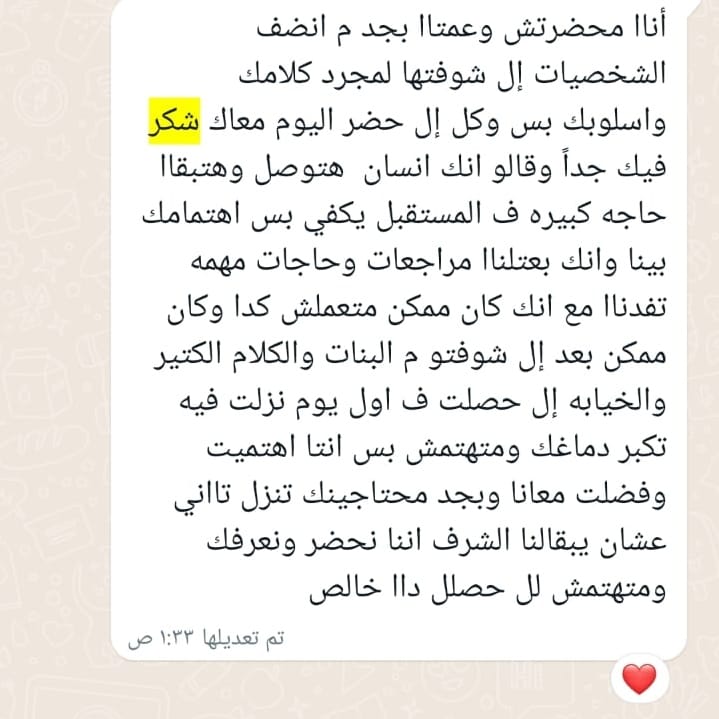 أناا محضرتش وعمتاا بجد م انضف
الشخصيات إل شوفتها لمجرد كلامك
واسلوبك بس وكل إل حضر اليوم معاك شكر
فيك جداً وقالو انك انسان هتوصل وهتبقاا
حاجه كبيره ف المستقبل يكفي بس اهتمامك
بينا وانك بعتلناا مراجعات وحاجات مهمه
تفدناا مع انك كان ممكن متعملش كدا وكان
ممكن بعد إل شوفتو م البنات والكلام الكتير
والخيابه إل حصلت ف اول يوم نزلت فيه
تكبر دماغك ومتهتمش بس انتا اهتميت
وفضلت معانا وبجد محتاجينك تنزل تااني
عشان يبقالنا الشرف اننا نحضر ونعرفك
ومتهتمش لل حصلل داا خالص
تم تعديلها ١:٣٣ ص